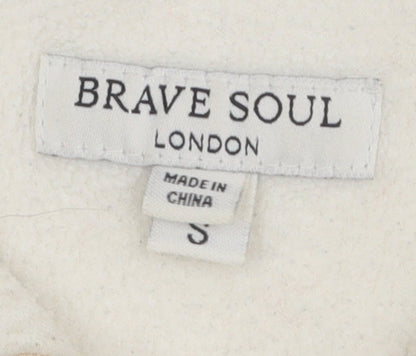 BRAVE SOUL
LONDON
MADE IN
CHINA
S